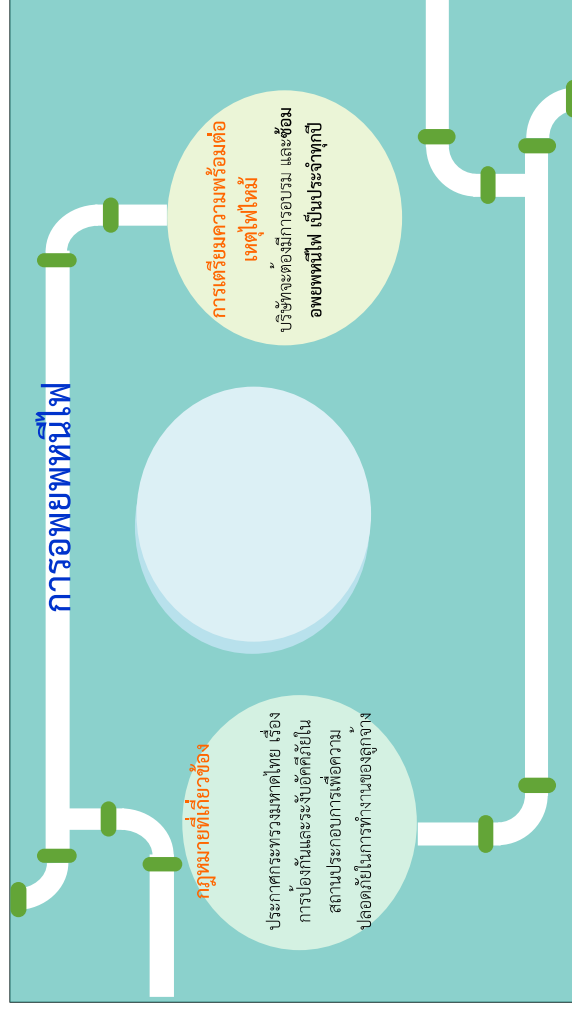 การอพยพหนีไฟ
กฎหมายที่เกี่ยวข้อง
ประกาศกระทรวงมหาดไทย เรื่อง
การป้องกันและระงับอัคคีภัยใน
สถานประกอบการเพื่อความ
ปลอดภัยในการทำงานของลูกจ้าง
การเตรียมความพร้อมต่อ
เหตุไฟไหม้
บริษัทจะต้องมีการอบรม และซ้อม
อพยพหนีไฟ เป็นประจำทุกปี